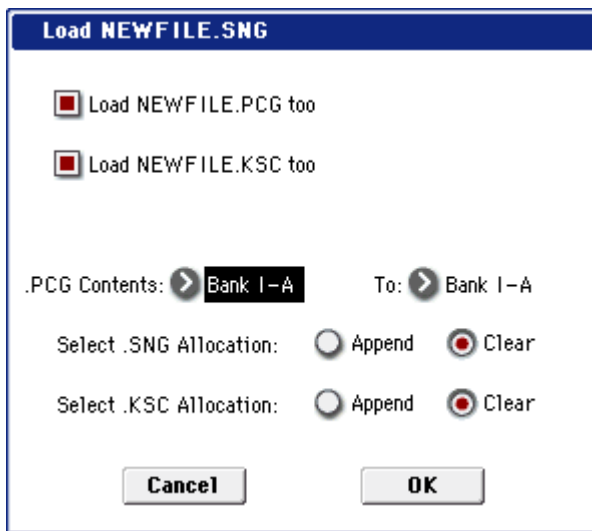 Load NEWFILE.SNG
Load NEWFILE.PCG too
Load NEWFILE.KSC too
.PCG Contents: Bank I-A To: Bank I-A
Select .SNG Allocation: Append Clear
Select .KSC Allocation: Append Clear
Cancel OK